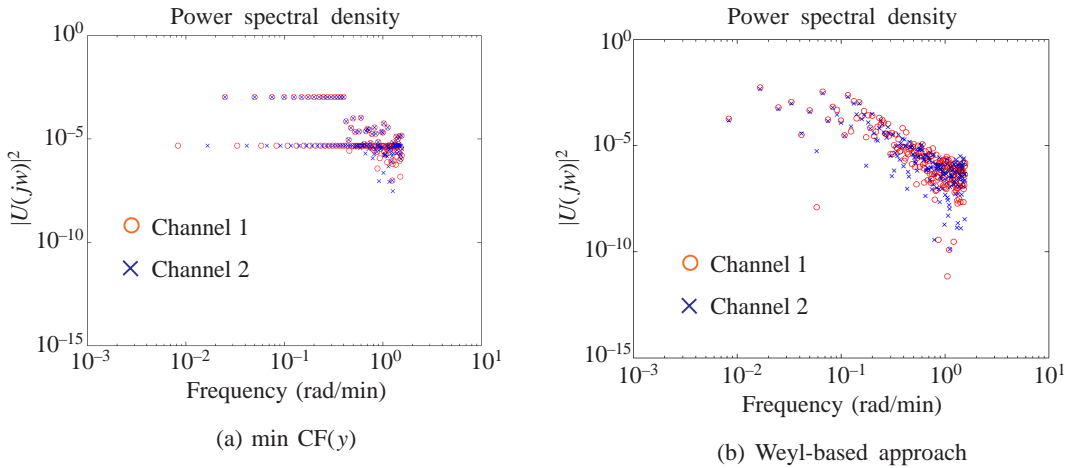 Power spectral density
10^0
10^−5
10^−10
10^−15
|U(jw)|^2
Channel 1
Channel 2
10^−3 10^−2 10^−1 10^0 10^1
Frequency (rad/min)
(a) min CF(y)
Power spectral density
10^0
10^−5
10^−10
10^−15
|U(jw)|^2
Channel 1
Channel 2
10^−3 10^−2 10^−1 10^0 10^1
Frequency (rad/min)
(b) Weyl-based approach